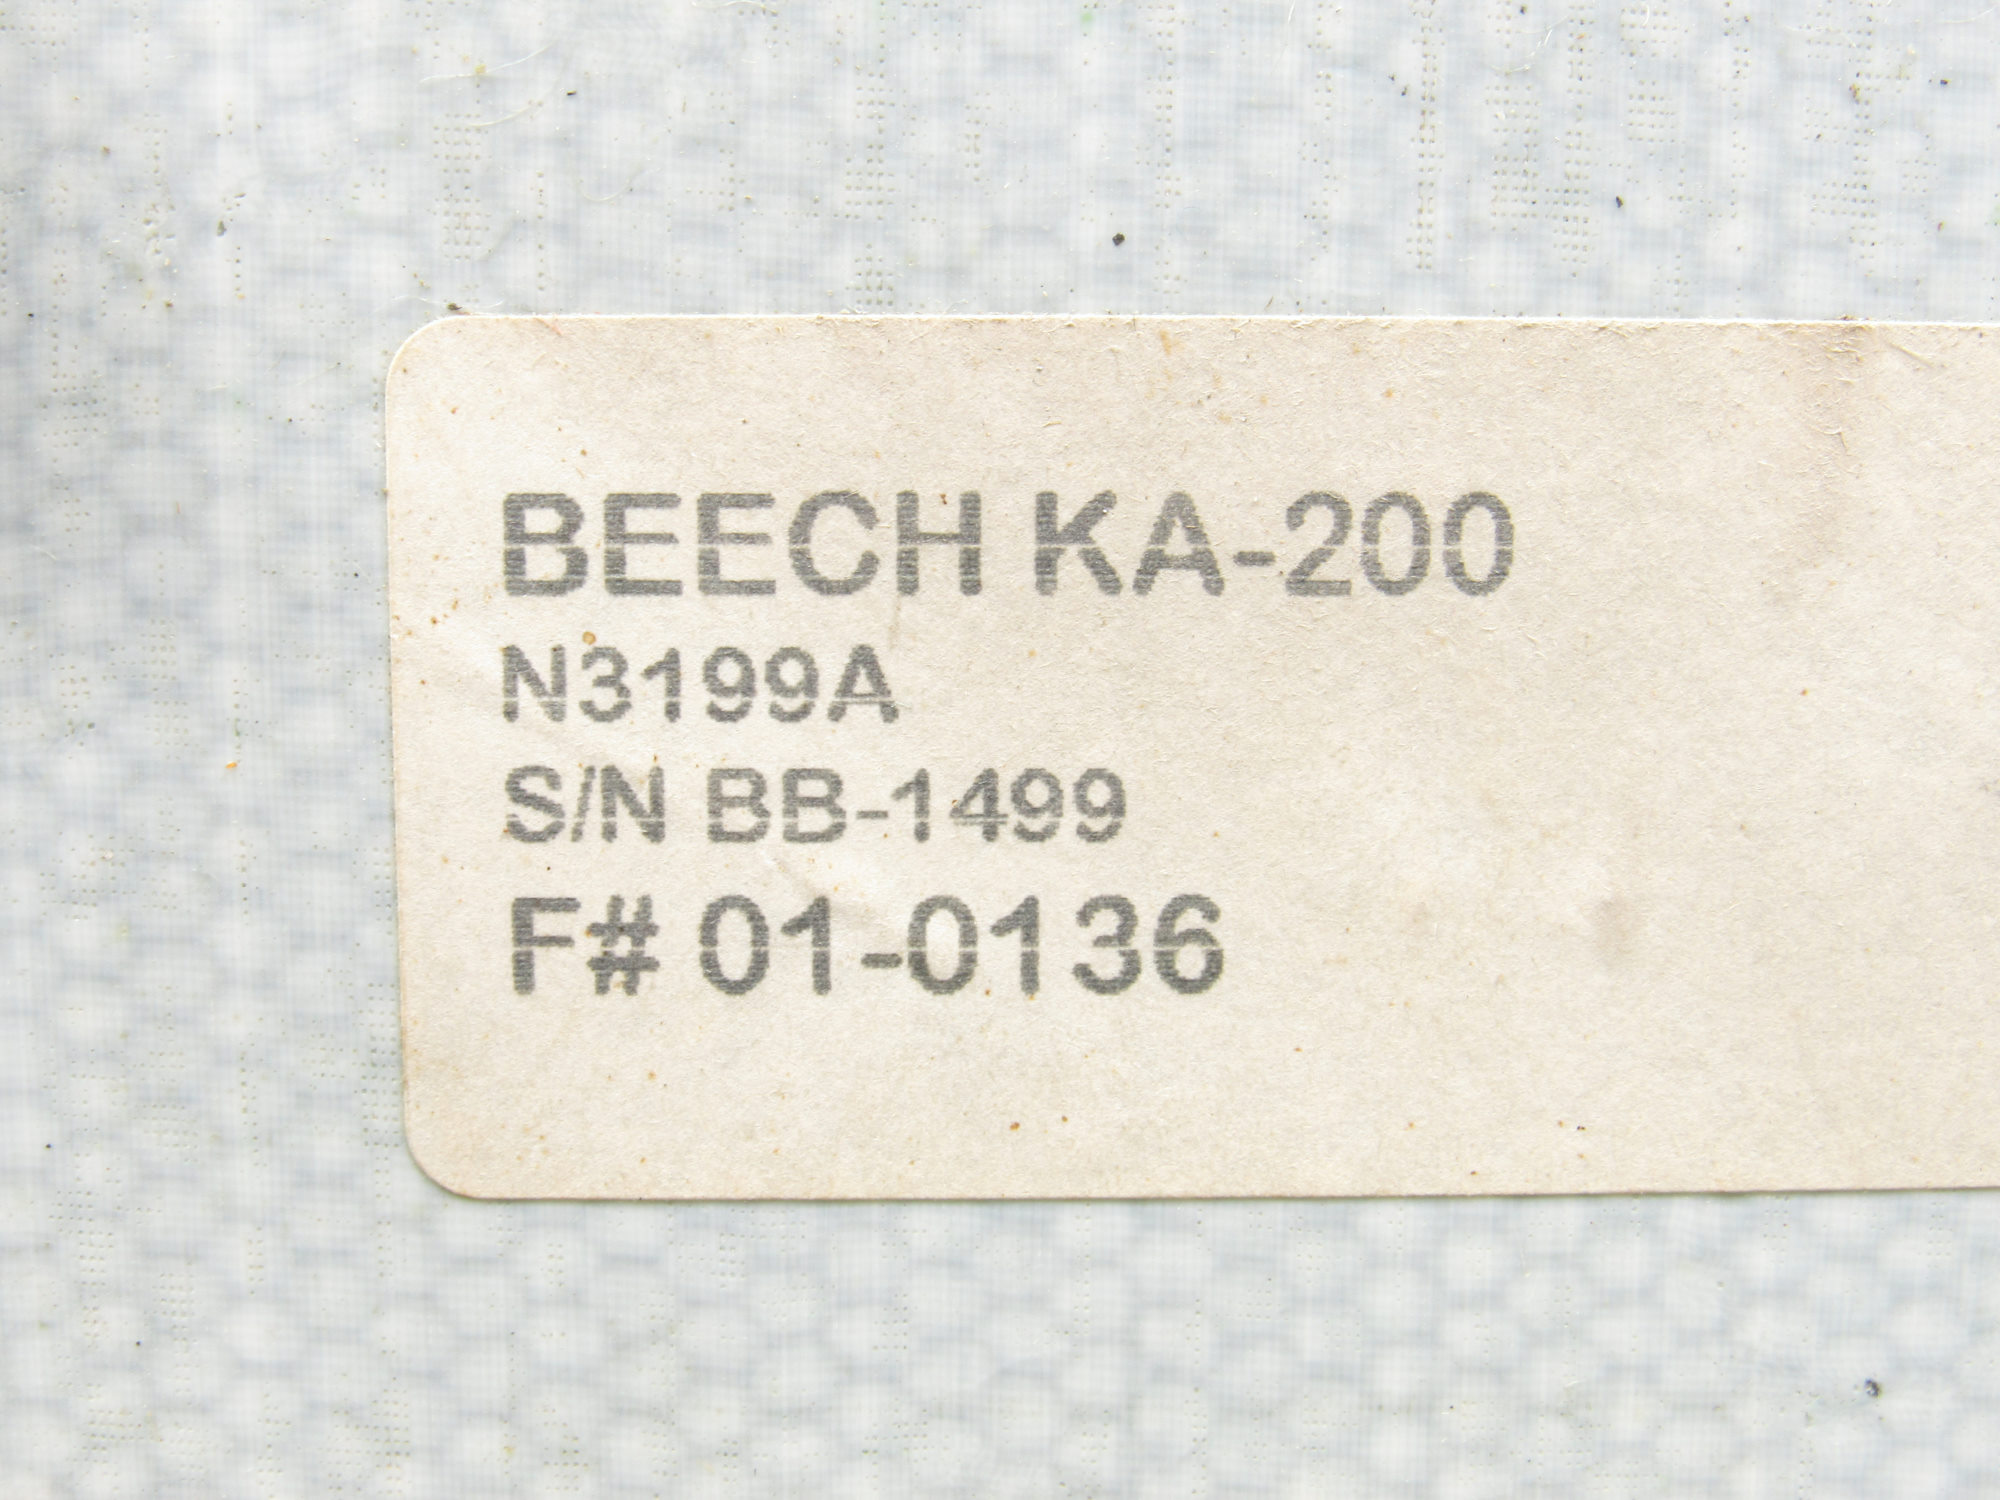 BEECH KA-200
N3199A
S/N BB-1499
F# 01-0136